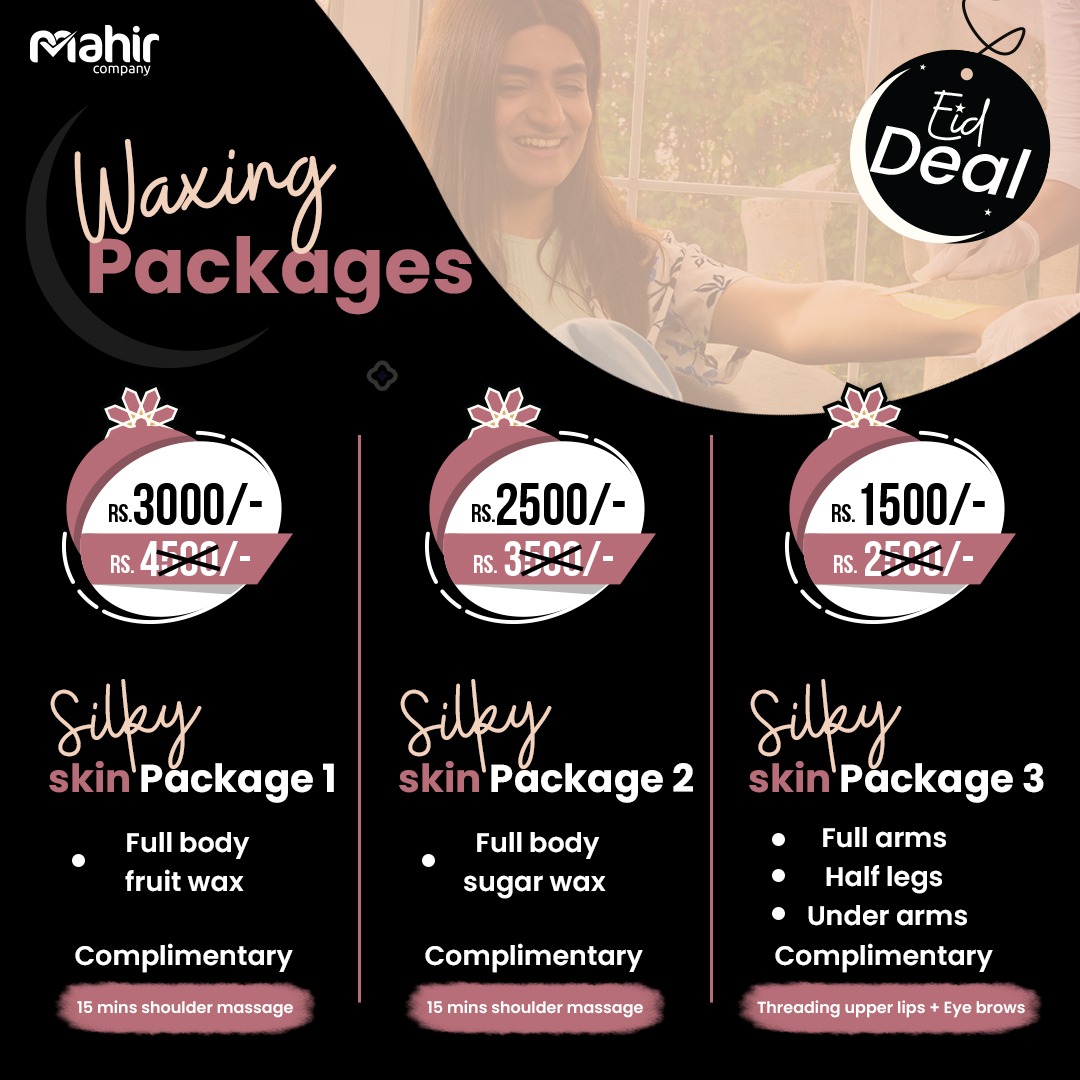 Mahir
company
Eid
Deal
Waxing
Packages
RS.3000/-
RS. 4500/-
RS.2500/-
RS. 3500/-
RS. 1500/-
RS. 2500/-
Silky
skin Package 1
Full body
fruit wax
Complimentary
15 mins shoulder massage
Silky
skin Package 2
Full body
sugar wax
Complimentary
15 mins shoulder massage
Silky
skin Package 3
Full arms
Half legs
Under arms
Complimentary
Threading upper lips + Eye brows